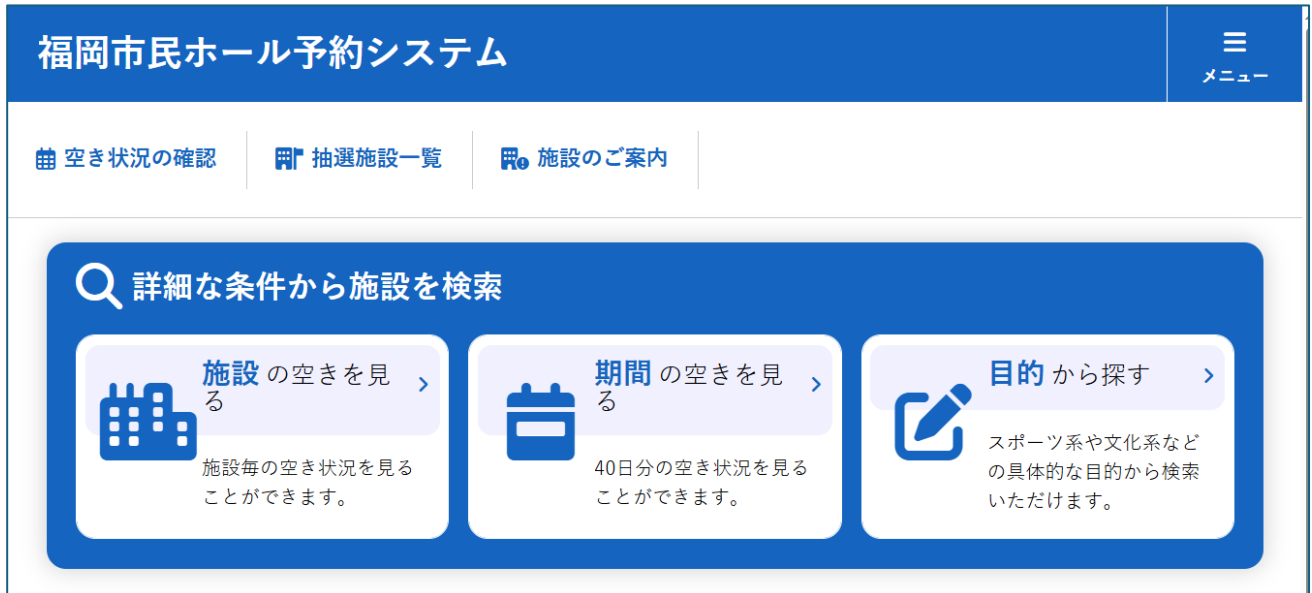 福岡市民ホール予約システム
メニュー
空き状況の確認
抽選施設一覧
施設のご案内
詳細な条件から施設を検索
施設 の空きを見
る
施設毎の空き状況を見る
ことができます。
期間 の空きを見
る
40日分の空き状況を見る
ことができます。
目的 から探す
スポーツ系や文化系など
の具体的な目的から検索
いただけます。